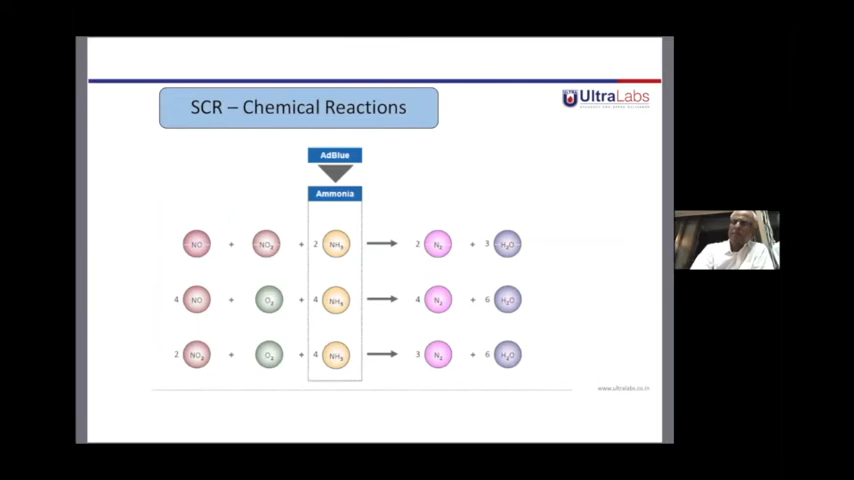 SCR – Chemical Reactions
UltraLabs
AdBlue
Ammonia
NO + NO2 + 2 NH3 → 2 N2 + 3 H2O
4 NO + O2 + 4 NH3 → 4 N2 + 6 H2O
2 NO2 + O2 + 4 NH3 → 3 N2 + 6 H2O
www.ultralabs.co.in